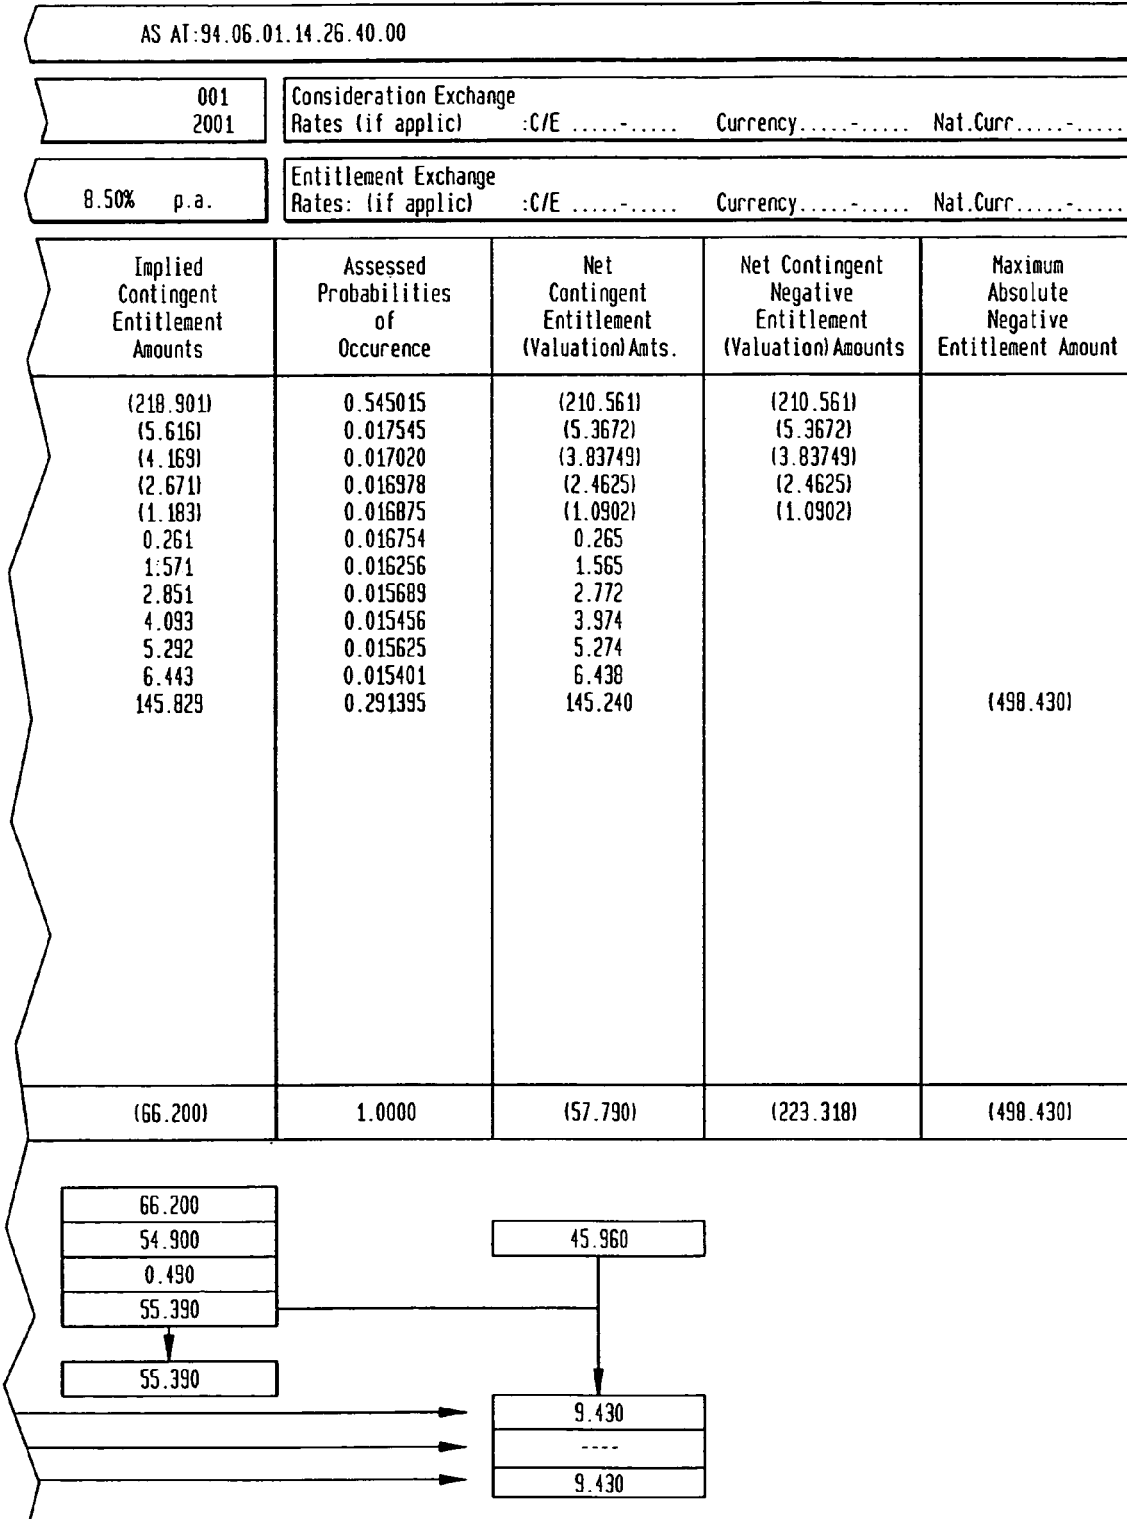 AS AT:94.06.01.14.26.40.00
001
2001
Consideration Exchange
Rates (if applic) :C/E .....-..... Currency.....-..... Nat.Curr.....-.....
8.50% p.a.
Entitlement Exchange
Rates: (if applic) :C/E .....-..... Currency.....-..... Nat.Curr.....-.....
Implied Contingent Entitlement Amounts
Assessed Probabilities of Occurence
Net Contingent Entitlement (Valuation) Amts.
Net Contingent Negative Entitlement (Valuation) Amounts
Maximum Absolute Negative Entitlement Amount
(218.901) 0.545015 (210.561) (210.561)
(5.616) 0.017545 (5.3672) (5.3672)
(4.169) 0.017020 (3.83749) (3.83749)
(2.671) 0.016978 (2.4625) (2.4625)
(1.183) 0.016875 (1.0902) (1.0902)
0.261 0.016754 0.265
1.571 0.016256 1.565
2.851 0.015689 2.772
4.093 0.015456 3.974
5.292 0.015625 5.274
6.443 0.015401 6.438
145.829 0.291395 145.240 (498.430)
(66.200) 1.0000 (57.790) (223.318) (498.430)
66.200
54.900 45.960
0.490
55.390
55.390
9.430
----
9.430